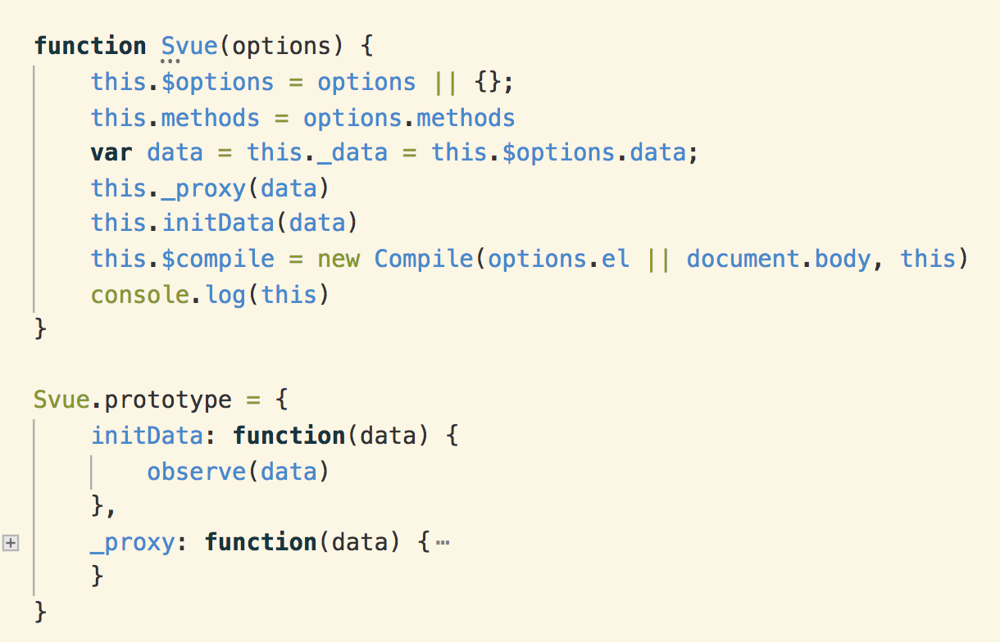 function Svue(options) {
    this.$options = options || {};
    this.methods = options.methods
    var data = this._data = this.$options.data;
    this._proxy(data)
    this.initData(data)
    this.$compile = new Compile(options.el || document.body, this)
    console.log(this)
}
Svue.prototype = {
    initData: function(data) {
        observe(data)
    },
    _proxy: function(data) {⋯
    }
}